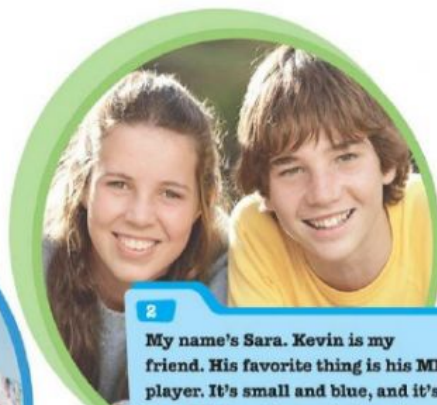 2
My name's Sara. Kevin is my
friend. His favorite thing is his
player. It's small and blue, and it's